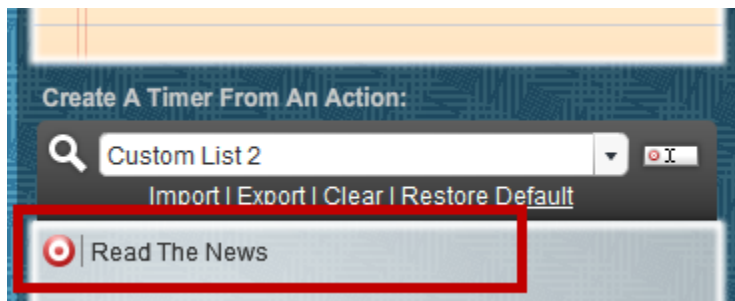 Create A Timer From An Action:
Custom List 2
Import | Export | Clear | Restore Default
Read The News